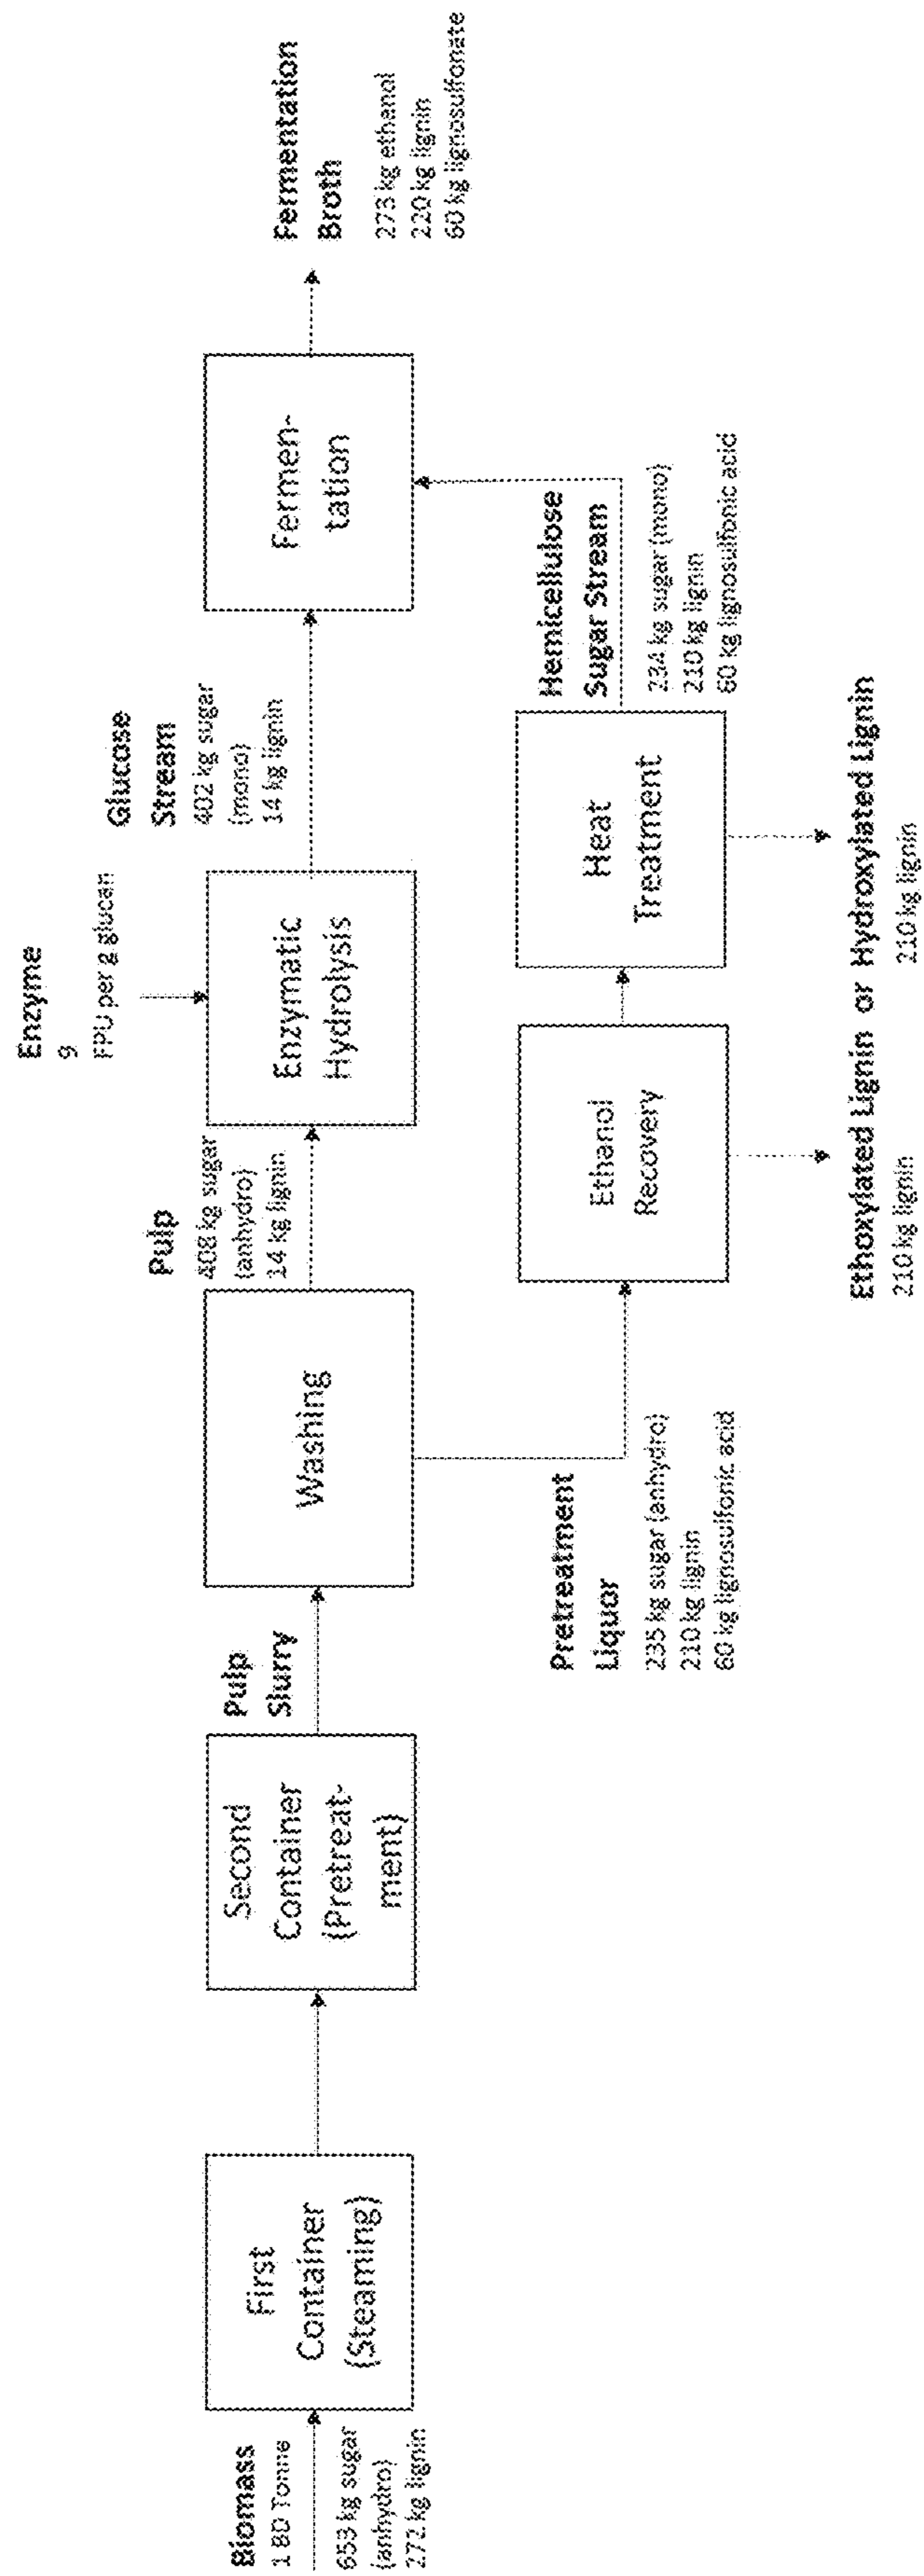 Biomass
1 BD Tonne
653 kg sugar
(anhydro)
272 kg lignin
First
Container
(Steaming)
Second
Container
(Pretreat-
ment)
Pulp
Slurry
Washing
Pulp
408 kg sugar
(anhydro)
14 kg lignin
Enzyme
9
FPU per g glucan
Enzymatic
Hydrolysis
Glucose
Stream
402 kg sugar
(mono)
14 kg lignin
Fermen-
tation
Fermentation
Broth
273 kg ethanol
220 kg lignin
60 kg lignosulfonate
Pretreatment
Liquor
235 kg sugar (anhydro)
210 kg lignin
60 kg lignosulfonic acid
Ethanol
Recovery
Heat
Treatment
Hemicellulose
Sugar Stream
234 kg sugar (mono)
210 kg lignin
60 kg lignosulfonic acid
Ethoxylated Lignin or Hydroxylated Lignin
210 kg lignin
210 kg lignin